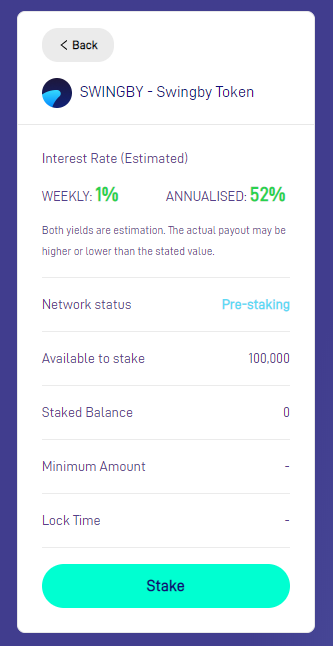 < Back
SWINGBY - Swingby Token
Interest Rate (Estimated)
WEEKLY: 1% ANNUALISED: 52%
Both yields are estimation. The actual payout may be
higher or lower than the stated value.
Network status Pre-staking
Available to stake 100,000
Staked Balance 0
Minimum Amount -
Lock Time -
Stake